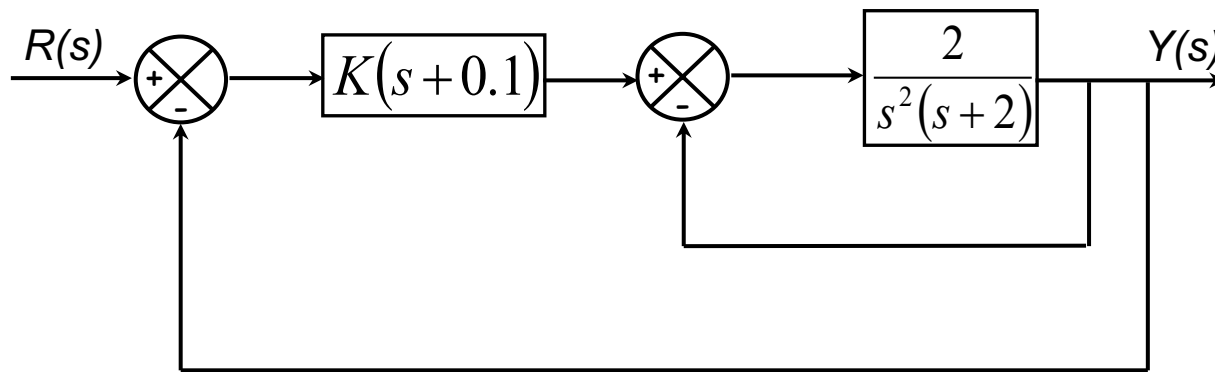 R(s)
+
-
K(s+0.1)
+
-
2
s²(s+2)
Y(s)